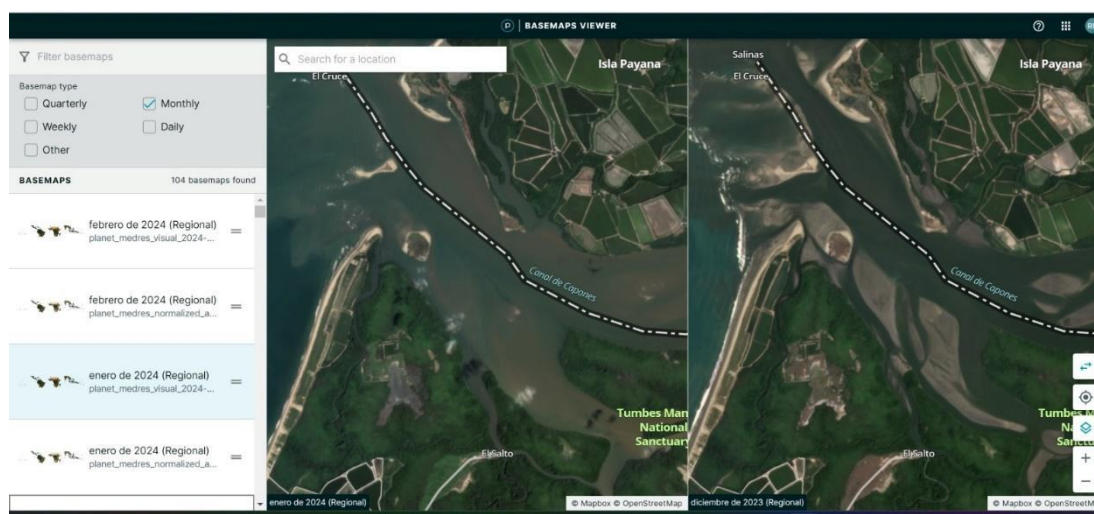 BASEMAPS VIEWER
Filter basemaps
Basemap type
Quarterly
Monthly
Weekly
Daily
Other
BASEMAPS 104 basemaps found
febrero de 2024 (Regional)
planet_medres_visual_2024-...
febrero de 2024 (Regional)
planet_medres_normalized_a...
enero de 2024 (Regional)
planet_medres_visual_2024-...
enero de 2024 (Regional)
planet_medres_normalized_a...
Search for a location
El Cruce
Isla Payana
Canal de Capones
Tumbes Man
National
Sanctuary
El Salto
enero de 2024 (Regional)
© Mapbox © OpenStreetMap
Salinas
El Cruce
Isla Payana
Canal de Capones
El Salto
diciembre de 2023 (Regional)
© Mapbox © OpenStreetMap